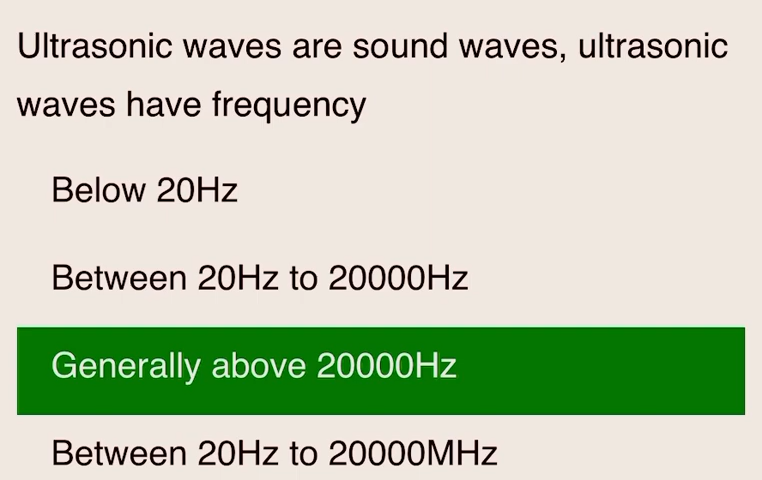 Ultrasonic waves are sound waves, ultrasonic
waves have frequency
Below 20Hz
Between 20Hz to 20000Hz
Generally above 20000Hz
Between 20Hz to 20000MHz